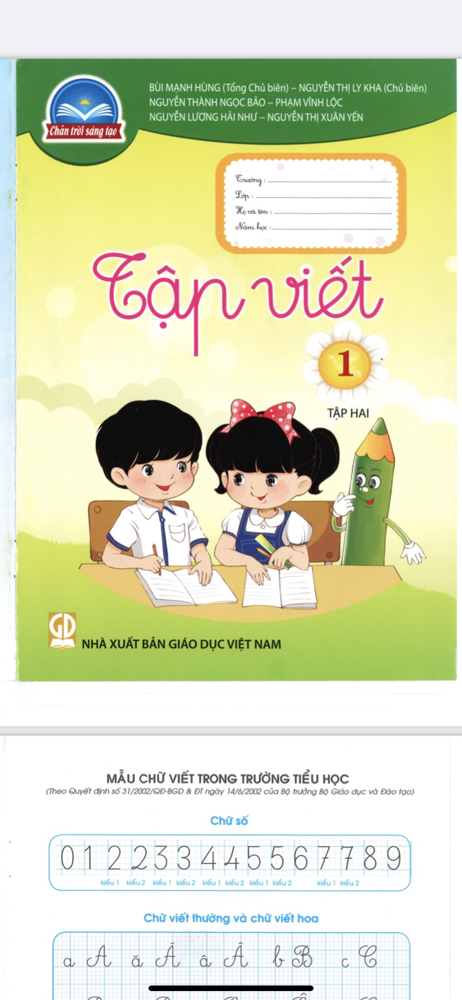 BÙI MẠNH HÙNG (Tổng Chủ biên) – NGUYỄN THỊ LY KHA (Chủ biên)
NGUYỄN THÀNH NGỌC BẢO – PHẠM VĨNH LỘC
NGUYỄN LƯƠNG HẢI NHƯ – NGUYỄN THỊ XUÂN YẾN
Chân trời sáng tạo
Trường :
Lớp :
Họ và tên :
Năm học :
Tập viết
1
TẬP HAI
GD
NHÀ XUẤT BẢN GIÁO DỤC VIỆT NAM
MẪU CHỮ VIẾT TRONG TRƯỜNG TIỂU HỌC
(Theo Quyết định số 31/2002/QĐ-BGD & ĐT ngày 14/6/2002 của Bộ trưởng Bộ Giáo dục và Đào tạo)
Chữ số
0 1 2 2 3 3 4 4 5 5 6 7 7 8 9
kiểu 1 kiểu 2 kiểu 1 kiểu 2 kiểu 1 kiểu 2 kiểu 1 kiểu 2 kiểu 1 kiểu 2
Chữ viết thường và chữ viết hoa
a A ă Ă â Â b B c C